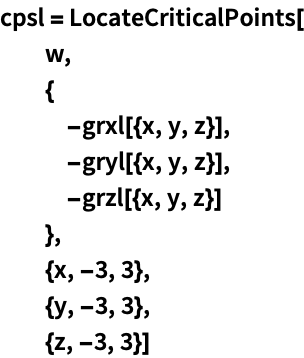 cpsl = LocateCriticalPoints[
w,
{
-grxl[{x, y, z}],
-gryl[{x, y, z}],
-grzl[{x, y, z}]
},
{x, -3, 3},
{y, -3, 3},
{z, -3, 3}]